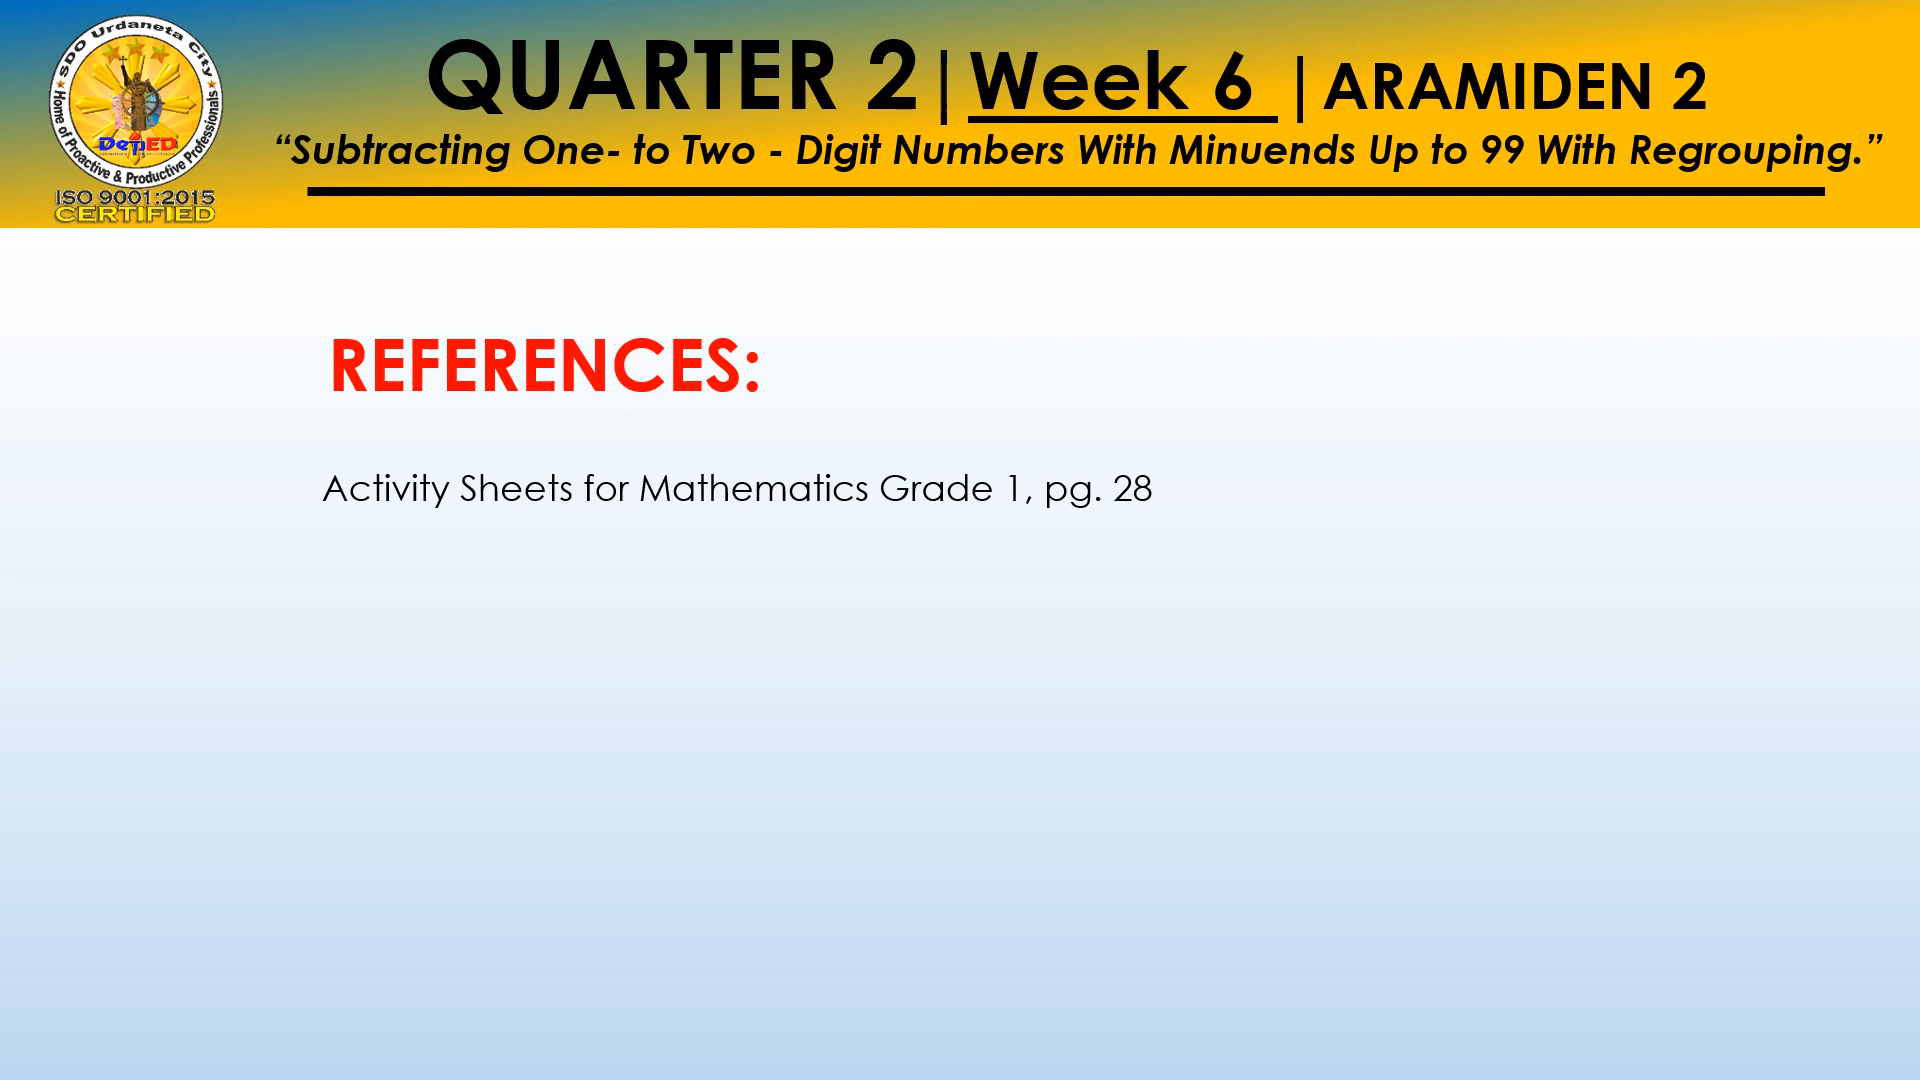 SDO Urdaneta City
Home of Proactive & Productive Professionals
DepED
ISO 9001:2015
CERTIFIED
QUARTER 2| Week 6 | ARAMIDEN 2
“Subtracting One- to Two - Digit Numbers With Minuends Up to 99 With Regrouping.”
REFERENCES:
Activity Sheets for Mathematics Grade 1, pg. 28